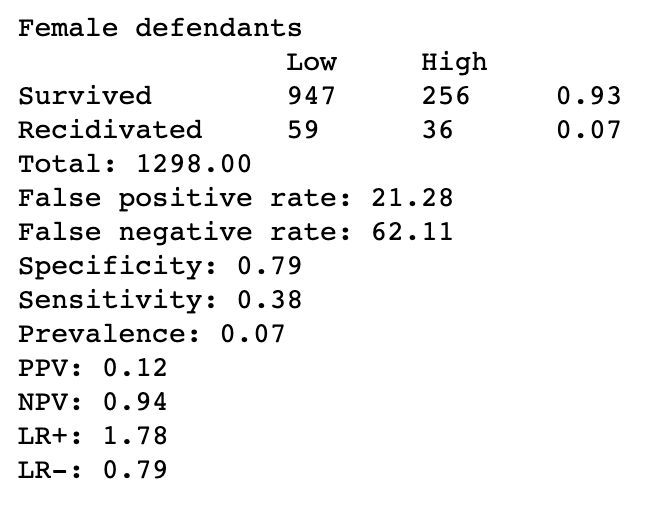 Female defendants
Low High
Survived 947 256 0.93
Recidivated 59 36 0.07
Total: 1298.00
False positive rate: 21.28
False negative rate: 62.11
Specificity: 0.79
Sensitivity: 0.38
Prevalence: 0.07
PPV: 0.12
NPV: 0.94
LR+: 1.78
LR-: 0.79